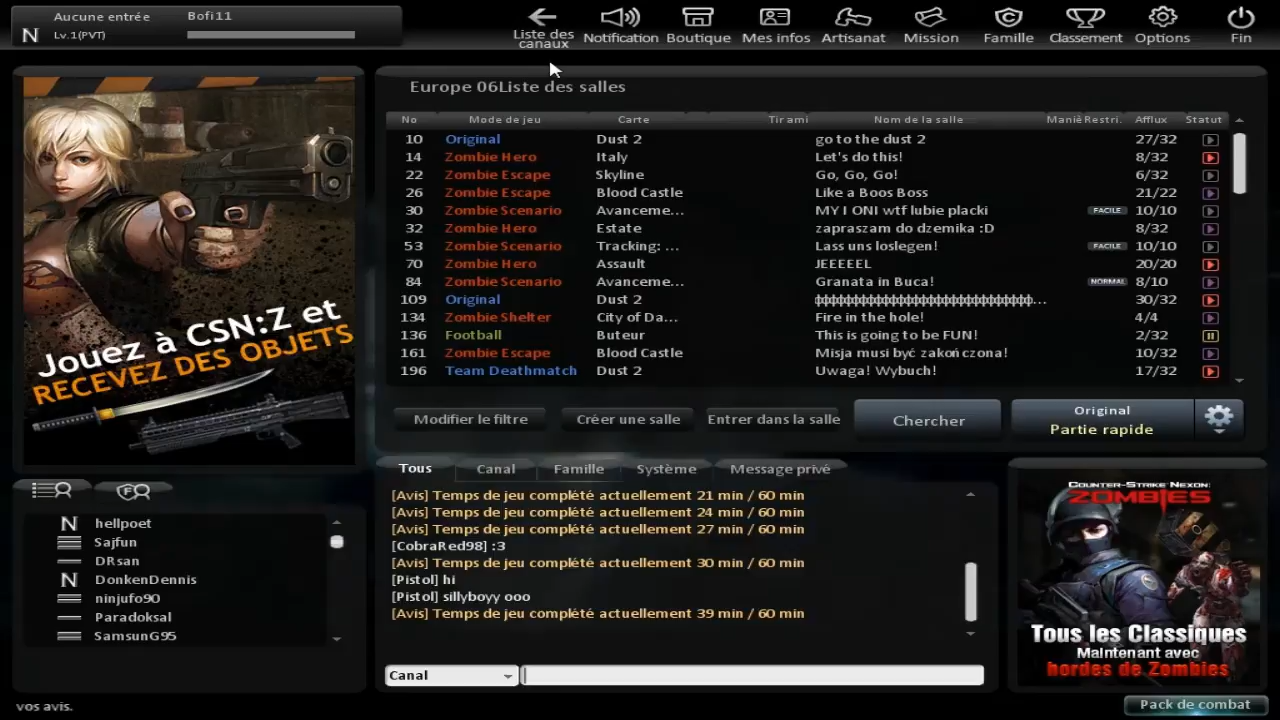 Aucune entrée
Bofi11
N Lv.1(PVT)
Liste des canaux
Notification
Boutique
Mes infos
Artisanat
Mission
Famille
Classement
Options
Fin
Jouez à CSN:Z et
RECEVEZ DES OBJETS
Europe 06Liste des salles
No Mode de jeu Carte Tir ami Nom de la salle Maniè Restri. Afflux Statut
10 Original Dust 2 go to the dust 2 27/32
14 Zombie Hero Italy Let's do this! 8/32
22 Zombie Escape Skyline Go, Go, Go! 6/32
26 Zombie Escape Blood Castle Like a Boos Boss 21/22
30 Zombie Scenario Avanceme... MY I ONI wtf lubie placki FACILE 10/10
32 Zombie Hero Estate zapraszam do dzemika :D 8/32
53 Zombie Scenario Tracking: ... Lass uns loslegen! FACILE 10/10
70 Zombie Hero Assault JEEEEEL 20/20
84 Zombie Scenario Avanceme... Granata in Buca! NORMAL 8/10
109 Original Dust 2 30/32
134 Zombie Shelter City of Da... Fire in the hole! 4/4
136 Football Buteur This is going to be FUN! 2/32
161 Zombie Escape Blood Castle Misja musi być zakończona! 10/32
196 Team Deathmatch Dust 2 Uwaga! Wybuch! 17/32
Modifier le filtre
Créer une salle
Entrer dans la salle
Chercher
Original
Partie rapide
Tous
Canal
Famille
Système
Message privé
[Avis] Temps de jeu complété actuellement 21 min / 60 min
[Avis] Temps de jeu complété actuellement 24 min / 60 min
[Avis] Temps de jeu complété actuellement 27 min / 60 min
[CobraRed98] :3
[Avis] Temps de jeu complété actuellement 30 min / 60 min
[Pistol] hi
[Pistol] sillyboyy ooo
[Avis] Temps de jeu complété actuellement 39 min / 60 min
Canal
N hellpoet
Sajfun
DRsan
N DonkenDennis
ninjufo90
Paradoksal
SamsunG95
COUNTER-STRIKE NEXON:
ZOMBIES
Tous les Classiques
Maintenant avec
hordes de Zombies
vos avis.
Pack de combat